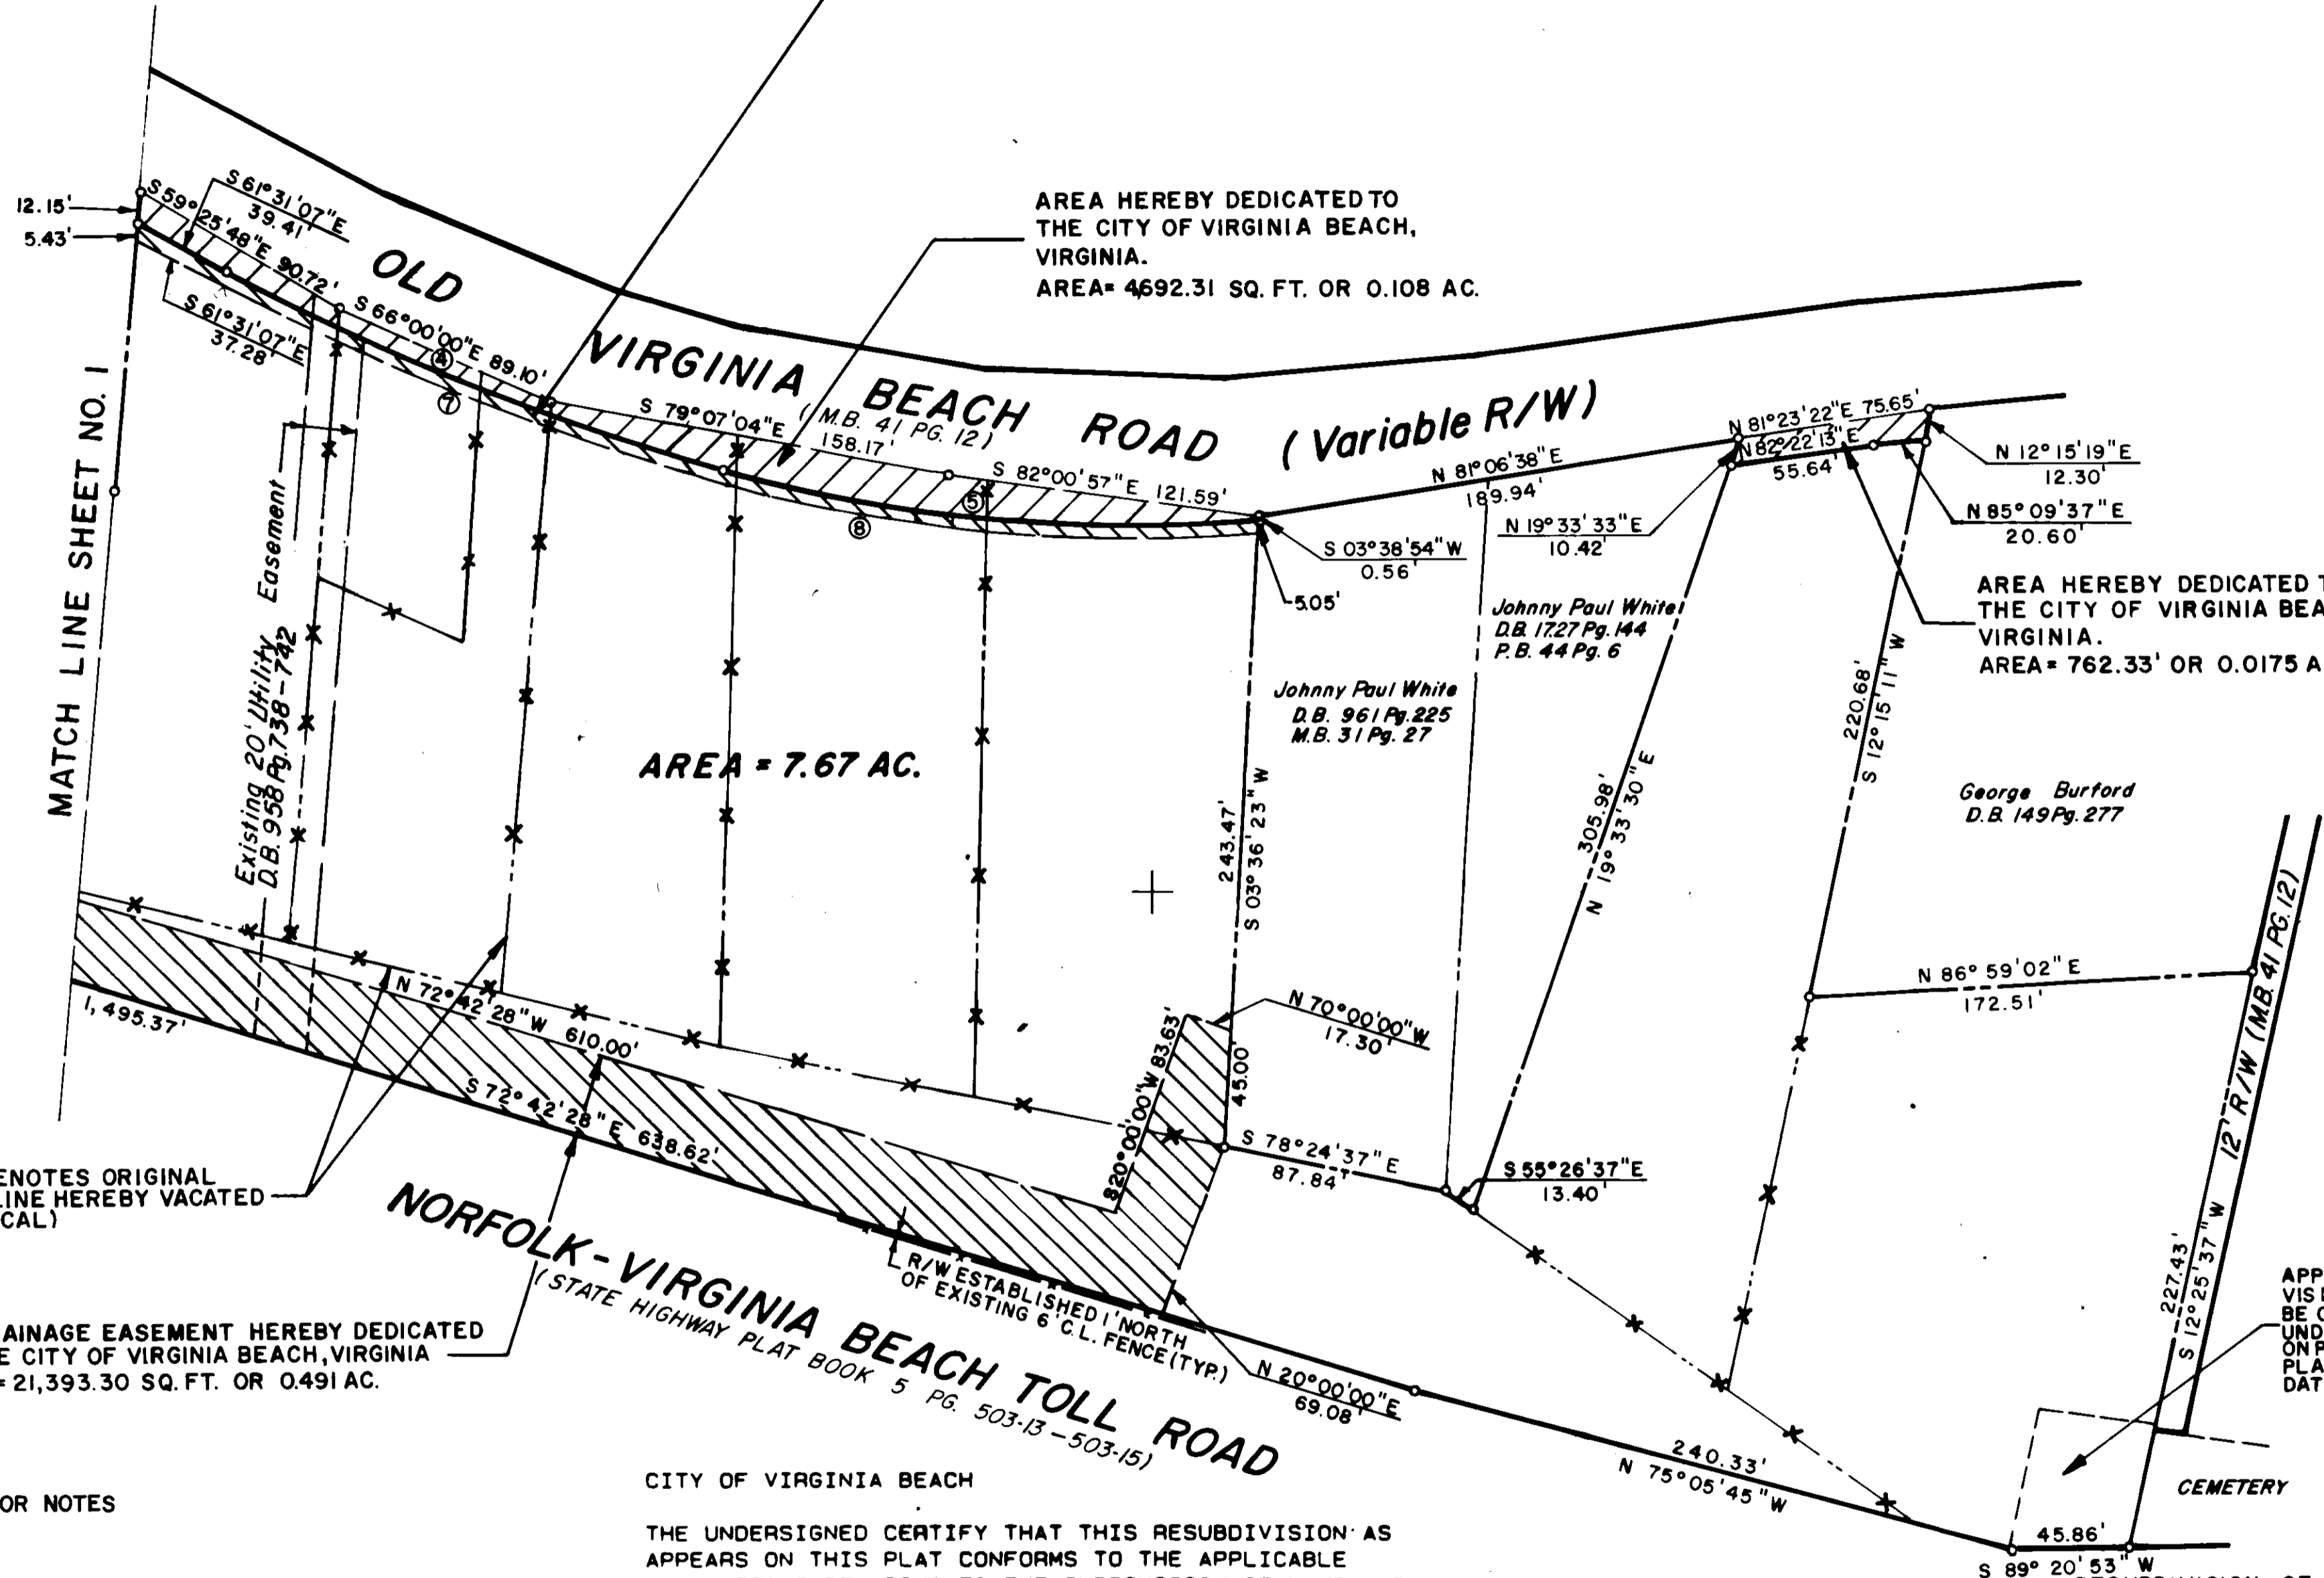 12.15'
5.43'
S 59° 25' 48" E 90.72'
S 61° 31' 07" E
39.41'
S 61° 31' 07" E
37.28'
OLD VIRGINIA BEACH ROAD (Variable R/W)
(M.B. 41 PG. 12)
AREA HEREBY DEDICATED TO
THE CITY OF VIRGINIA BEACH,
VIRGINIA.
AREA= 4,692.31 SQ. FT. OR 0.108 AC.
S 66° 00' 00" E 89.10'
④
⑦
S 79° 07' 04" E
158.17'
S 82° 00' 57" E 121.59'
⑤
⑧
N 81° 06' 38" E
189.94'
N 81° 23' 22" E 75.65'
N 82° 22' 13" E
55.64'
N 12° 15' 19" E
12.30'
N 85° 09' 37" E
20.60'
N 19° 33' 33" E
10.42'
S 03° 38' 54" W
0.56'
5.05'
AREA HEREBY DEDICATED
THE CITY OF VIRGINIA
VIRGINIA.
AREA= 762.33' OR 0.0175
MATCH LINE SHEET NO. 1
Existing 20' Utility Easement
D.B. 958 Pg. 738-742
Johnny Paul White
D.B. 1727 Pg. 144
P.B. 44 Pg. 6
Johnny Paul White
D.B. 961 Pg. 225
M.B. 31 Pg. 27
AREA = 7.67 AC.
243.47'
S 03° 36' 23" W
305.98'
N 19° 33' 30" E
220.68'
S 12° 15' 11" W
George Burford
D.B. 149 Pg. 277
N 86° 59' 02" E
172.51'
12' R/W (M.B. 41 PG. 12)
227.43'
S 12° 25' 37" W
1,495.37'
N 72° 42' 28" W 610.00'
S 72° 42' 28" E 638.62'
820° 00' 00" W 83.63'
N 70° 00' 00" W
17.30'
45.00'
S 78° 24' 37" E
87.84'
S 55° 26' 37" E
13.40'
ENOTES ORIGINAL
LINE HEREBY VACATED
CAL)
NORFOLK-VIRGINIA BEACH TOLL ROAD
(STATE HIGHWAY PLAT BOOK 5 PG. 503-13 - 503-15)
R/W ESTABLISHED 1' NORTH
OF EXISTING 6' C.L. FENCE (TYP.)
N 20° 00' 00" E
69.08'
AINAGE EASEMENT HEREBY DEDICATED
E CITY OF VIRGINIA BEACH, VIRGINIA
= 21,393.30 SQ. FT. OR 0.491 AC.
240.33'
N 75° 05' 45" W
CEMETERY
45.86'
S 89° 20' 53" W
OR NOTES
CITY OF VIRGINIA BEACH
THE UNDERSIGNED CERTIFY THAT THIS RESUBDIVISION AS
APPEARS ON THIS PLAT CONFORMS TO THE APPLICABLE